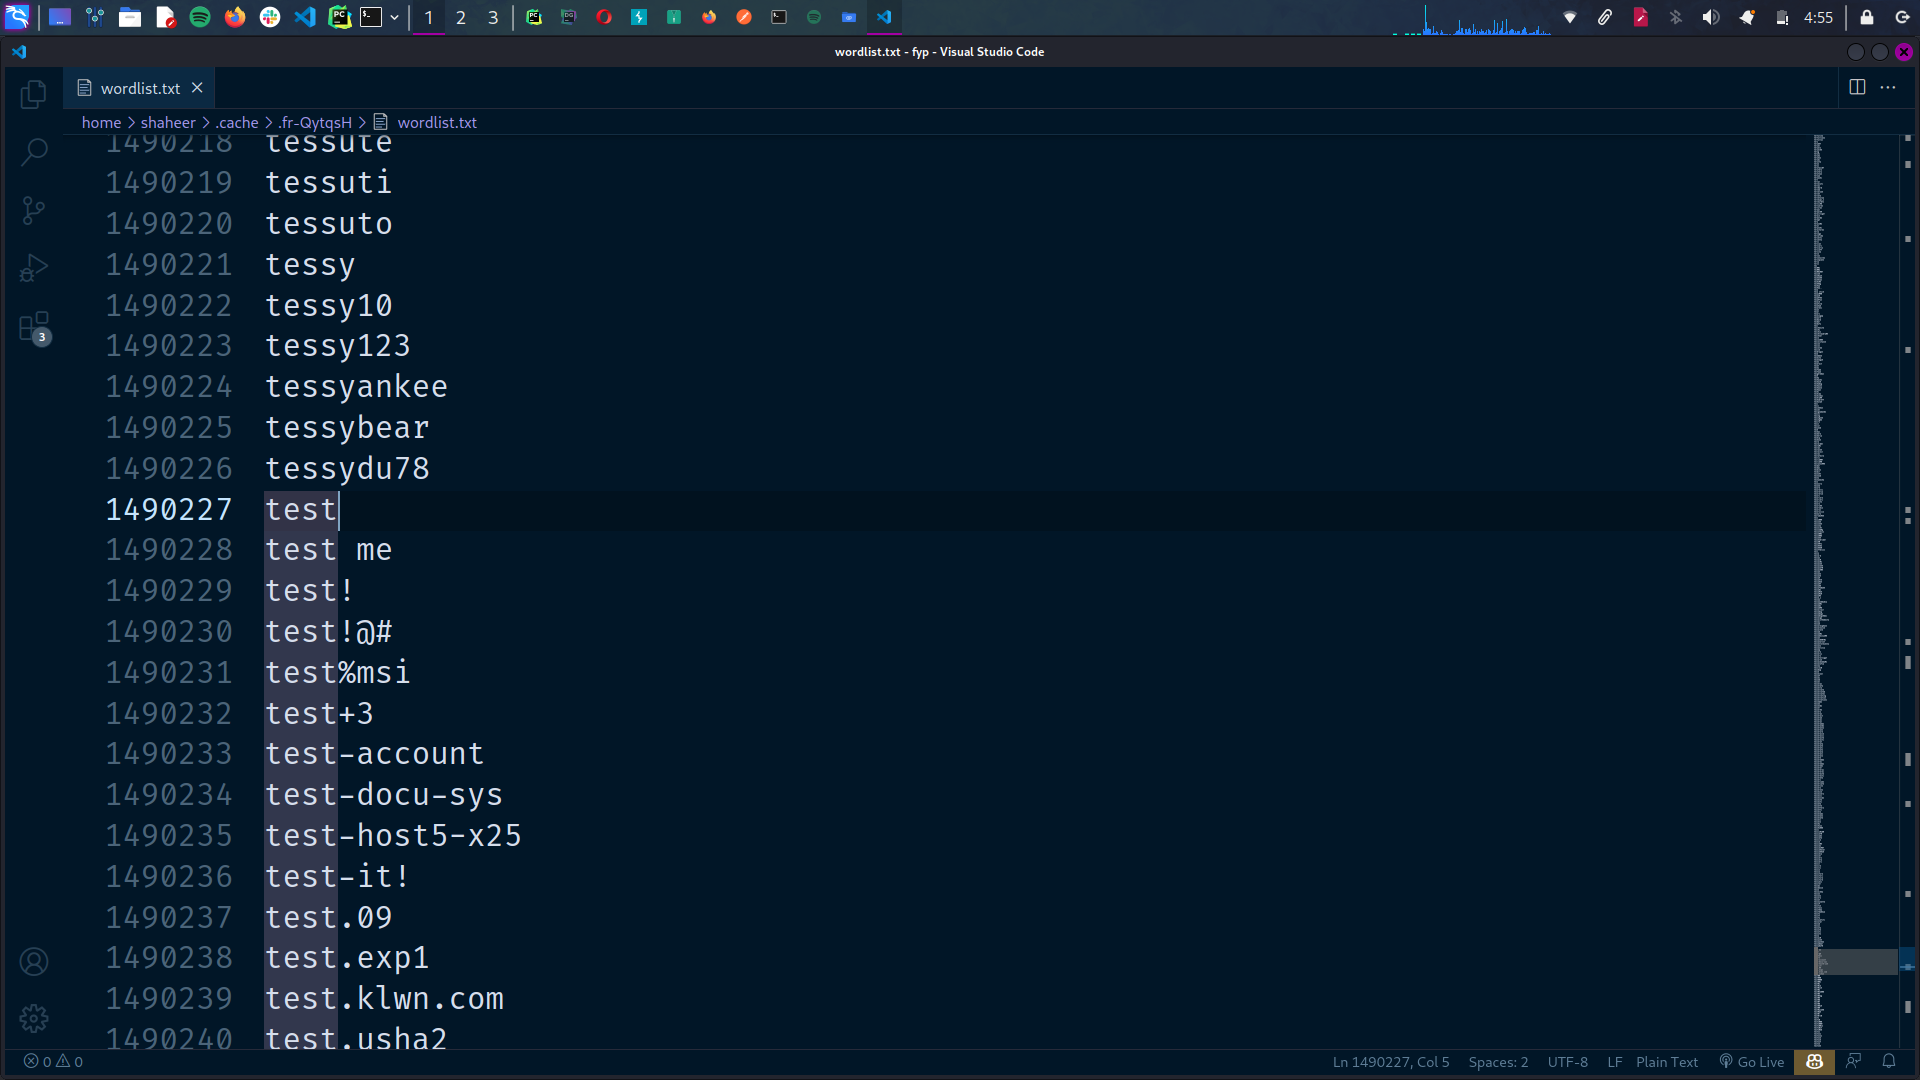 1 2 3 4:55
wordlist.txt - fyp - Visual Studio Code
wordlist.txt
home > shaheer > .cache > .fr-QytqsH > wordlist.txt
1490218 tessute
1490219 tessuti
1490220 tessuto
1490221 tessy
1490222 tessy10
1490223 tessy123
1490224 tessyankee
1490225 tessybear
1490226 tessydu78
1490227 test
1490228 test me
1490229 test!
1490230 test!@#
1490231 test%msi
1490232 test+3
1490233 test-account
1490234 test-docu-sys
1490235 test-host5-x25
1490236 test-it!
1490237 test.09
1490238 test.exp1
1490239 test.klwn.com
1490240 test.usha2
3
0 0 Ln 1490227, Col 5 Spaces: 2 UTF-8 LF Plain Text Go Live